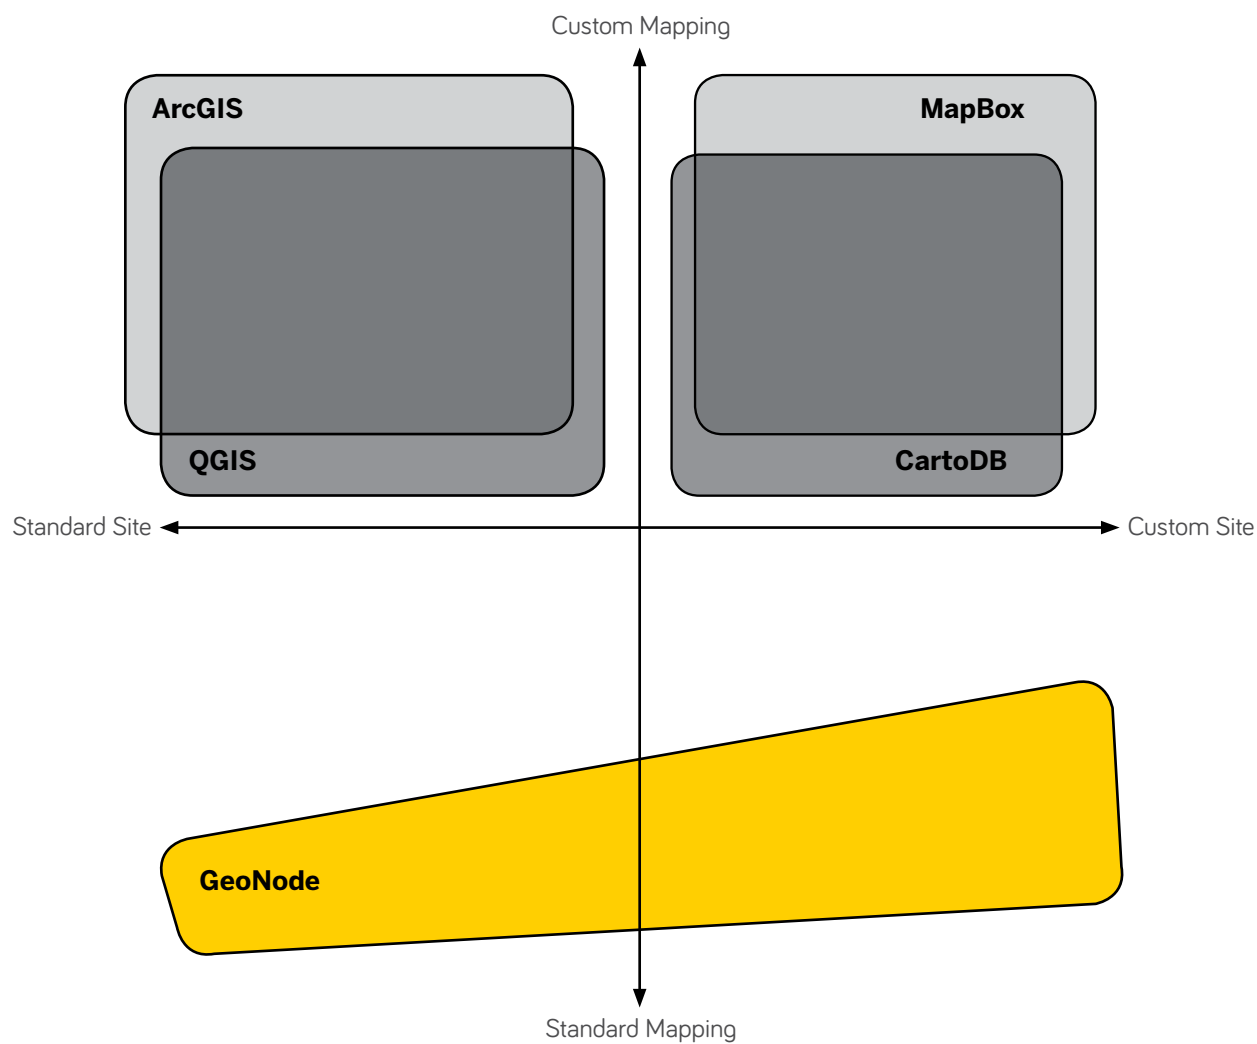 Custom Mapping
ArcGIS
MapBox
QGIS
CartoDB
Standard Site
Custom Site
GeoNode
Standard Mapping